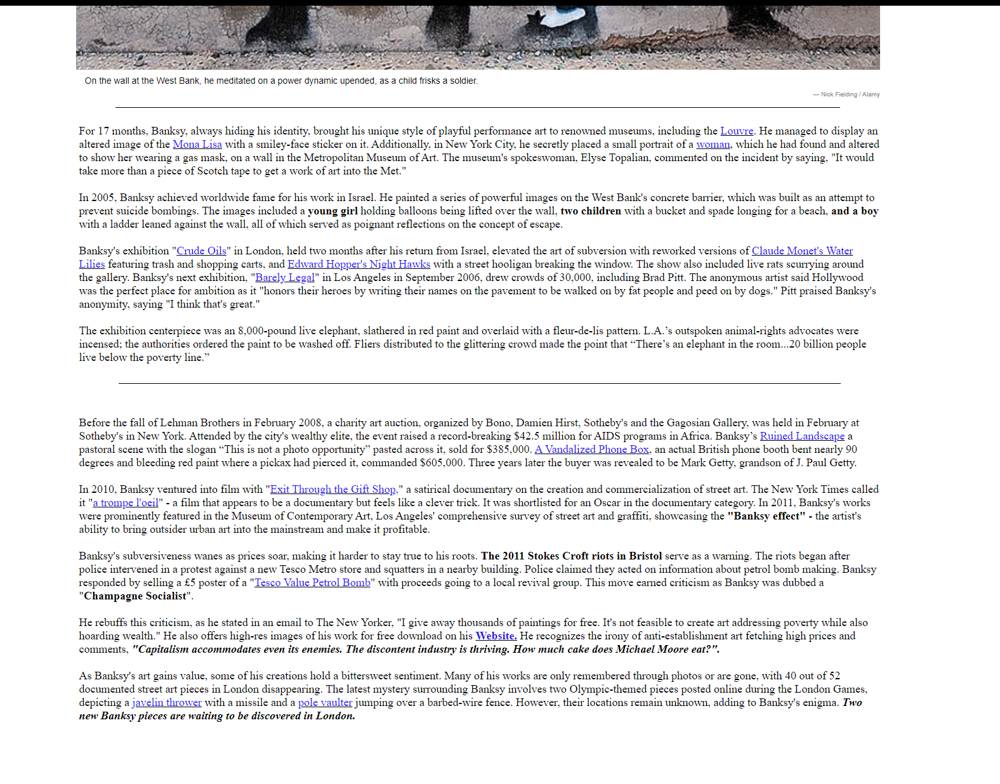 On the wall at the West Bank, he meditated on a power dynamic upended, as a child frisks a soldier.
— Nick Fielding / Alamy
For 17 months, Banksy, always hiding his identity, brought his unique style of playful performance art to renowned museums, including the Louvre. He managed to display an
altered image of the Mona Lisa with a smiley-face sticker on it. Additionally, in New York City, he secretly placed a small portrait of a woman, which he had found and altered
to show her wearing a gas mask, on a wall in the Metropolitan Museum of Art. The museum's spokeswoman, Elyse Topalian, commented on the incident by saying, "It would
take more than a piece of Scotch tape to get a work of art into the Met."
In 2005, Banksy achieved worldwide fame for his work in Israel. He painted a series of powerful images on the West Bank's concrete barrier, which was built as an attempt to
prevent suicide bombings. The images included a young girl holding balloons being lifted over the wall, two children with a bucket and spade longing for a beach, and a boy
with a ladder leaned against the wall, all of which served as poignant reflections on the concept of escape.
Banksy's exhibition "Crude Oils" in London, held two months after his return from Israel, elevated the art of subversion with reworked versions of Claude Monet's Water
Lilies featuring trash and shopping carts, and Edward Hopper's Night Hawks with a street hooligan breaking the window. The show also included live rats scurrying around
the gallery. Banksy's next exhibition, "Barely Legal" in Los Angeles in September 2006, drew crowds of 30,000, including Brad Pitt. The anonymous artist said Hollywood
was the perfect place for ambition as it "honors their heroes by writing their names on the pavement to be walked on by fat people and peed on by dogs." Pitt praised Banksy's
anonymity, saying "I think that's great."
The exhibition centerpiece was an 8,000-pound live elephant, slathered in red paint and overlaid with a fleur-de-lis pattern. L.A.’s outspoken animal-rights advocates were
incensed; the authorities ordered the paint to be washed off. Fliers distributed to the glittering crowd made the point that “There’s an elephant in the room...20 billion people
live below the poverty line.”
Before the fall of Lehman Brothers in February 2008, a charity art auction, organized by Bono, Damien Hirst, Sotheby's and the Gagosian Gallery, was held in February at
Sotheby's in New York. Attended by the city's wealthy elite, the event raised a record-breaking $42.5 million for AIDS programs in Africa. Banksy’s Ruined Landscape a
pastoral scene with the slogan “This is not a photo opportunity” pasted across it, sold for $385,000. A Vandalized Phone Box, an actual British phone booth bent nearly 90
degrees and bleeding red paint where a pickax had pierced it, commanded $605,000. Three years later the buyer was revealed to be Mark Getty, grandson of J. Paul Getty.
In 2010, Banksy ventured into film with "Exit Through the Gift Shop," a satirical documentary on the creation and commercialization of street art. The New York Times called
it "a trompe l'oeil" - a film that appears to be a documentary but feels like a clever trick. It was shortlisted for an Oscar in the documentary category. In 2011, Banksy's works
were prominently featured in the Museum of Contemporary Art, Los Angeles' comprehensive survey of street art and graffiti, showcasing the "Banksy effect" - the artist's
ability to bring outsider urban art into the mainstream and make it profitable.
Banksy's subversiveness wanes as prices soar, making it harder to stay true to his roots. The 2011 Stokes Croft riots in Bristol serve as a warning. The riots began after
police intervened in a protest against a new Tesco Metro store and squatters in a nearby building. Police claimed they acted on information about petrol bomb making. Banksy
responded by selling a £5 poster of a "Tesco Value Petrol Bomb" with proceeds going to a local revival group. This move earned criticism as Banksy was dubbed a
"Champagne Socialist".
He rebuffs this criticism, as he stated in an email to The New Yorker, "I give away thousands of paintings for free. It's not feasible to create art addressing poverty while also
hoarding wealth." He also offers high-res images of his work for free download on his Website. He recognizes the irony of anti-establishment art fetching high prices and
comments, "Capitalism accommodates even its enemies. The discontent industry is thriving. How much cake does Michael Moore eat?".
As Banksy's art gains value, some of his creations hold a bittersweet sentiment. Many of his works are only remembered through photos or are gone, with 40 out of 52
documented street art pieces in London disappearing. The latest mystery surrounding Banksy involves two Olympic-themed pieces posted online during the London Games,
depicting a javelin thrower with a missile and a pole vaulter jumping over a barbed-wire fence. However, their locations remain unknown, adding to Banksy's enigma. Two
new Banksy pieces are waiting to be discovered in London.